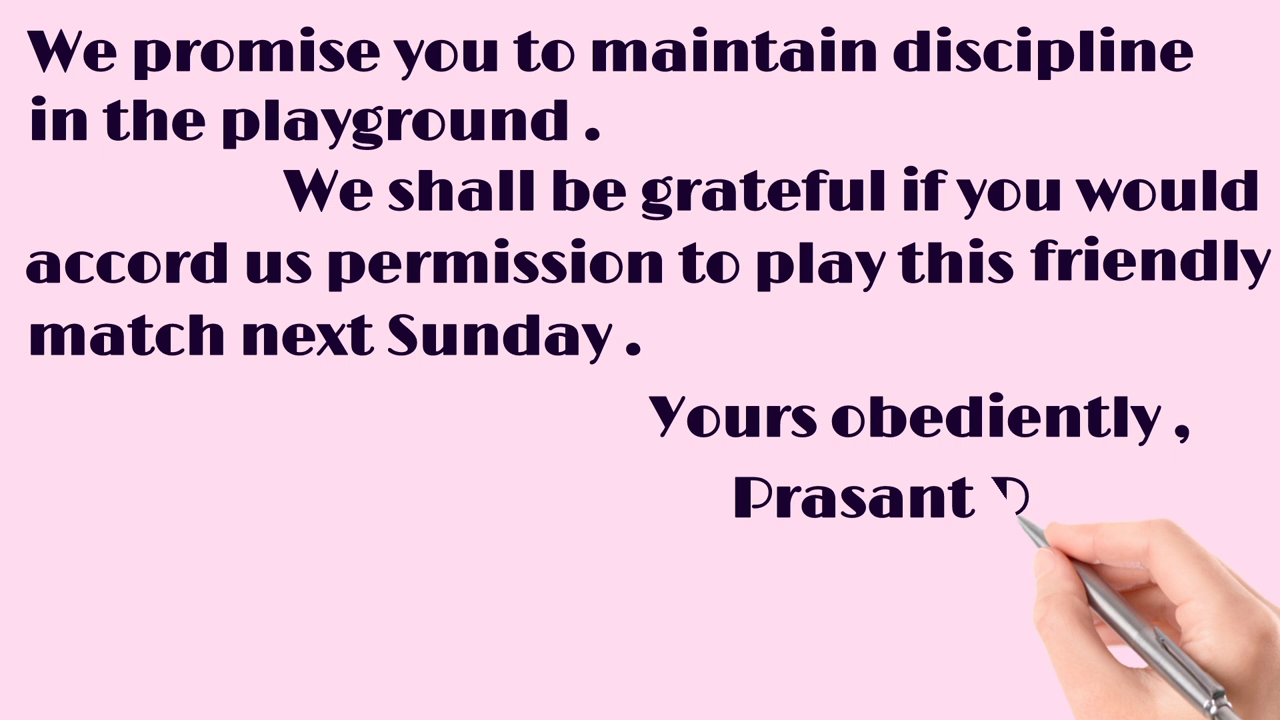 We promise you to maintain discipline
in the playground .
We shall be grateful if you would
accord us permission to play this friendly
match next Sunday .
Yours obediently ,
Prasant